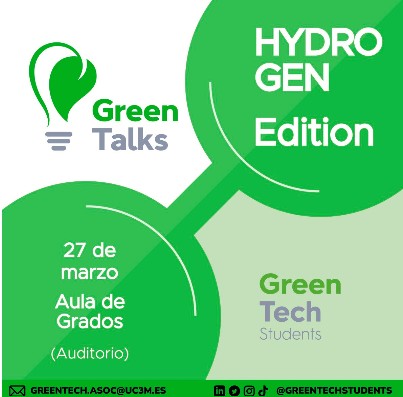 Green
Talks
HYDRO
GEN
Edition
27 de
marzo
Aula de
Grados
(Auditorio)
Green
Tech
Students
GREENTECH.ASOC@UC3M.ES
@GREENTECHSTUDENTS